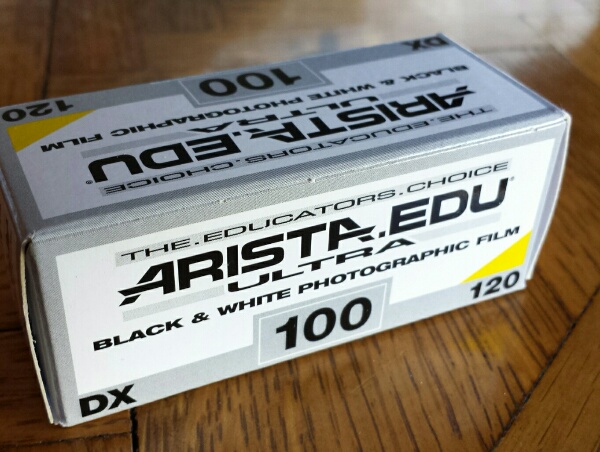 120
100
DX
BLACK & WHITE PHOTOGRAPHIC FILM
ULTRA
ARISTA.EDU®
THE.EDUCATORS.CHOICE
THE.EDUCATORS.CHOICE
ARISTA.EDU®
ULTRA
BLACK & WHITE PHOTOGRAPHIC FILM
100
120
DX